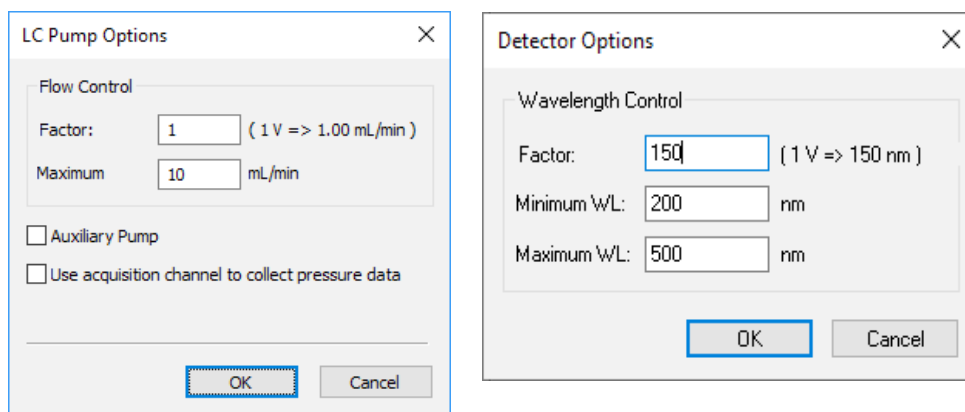 LC Pump Options
Flow Control
Factor: 1 ( 1 V => 1.00 mL/min )
Maximum 10 mL/min
Auxiliary Pump
Use acquisition channel to collect pressure data
OK Cancel
Detector Options
Wavelength Control
Factor: 150 ( 1 V => 150 nm )
Minimum WL: 200 nm
Maximum WL: 500 nm
OK Cancel